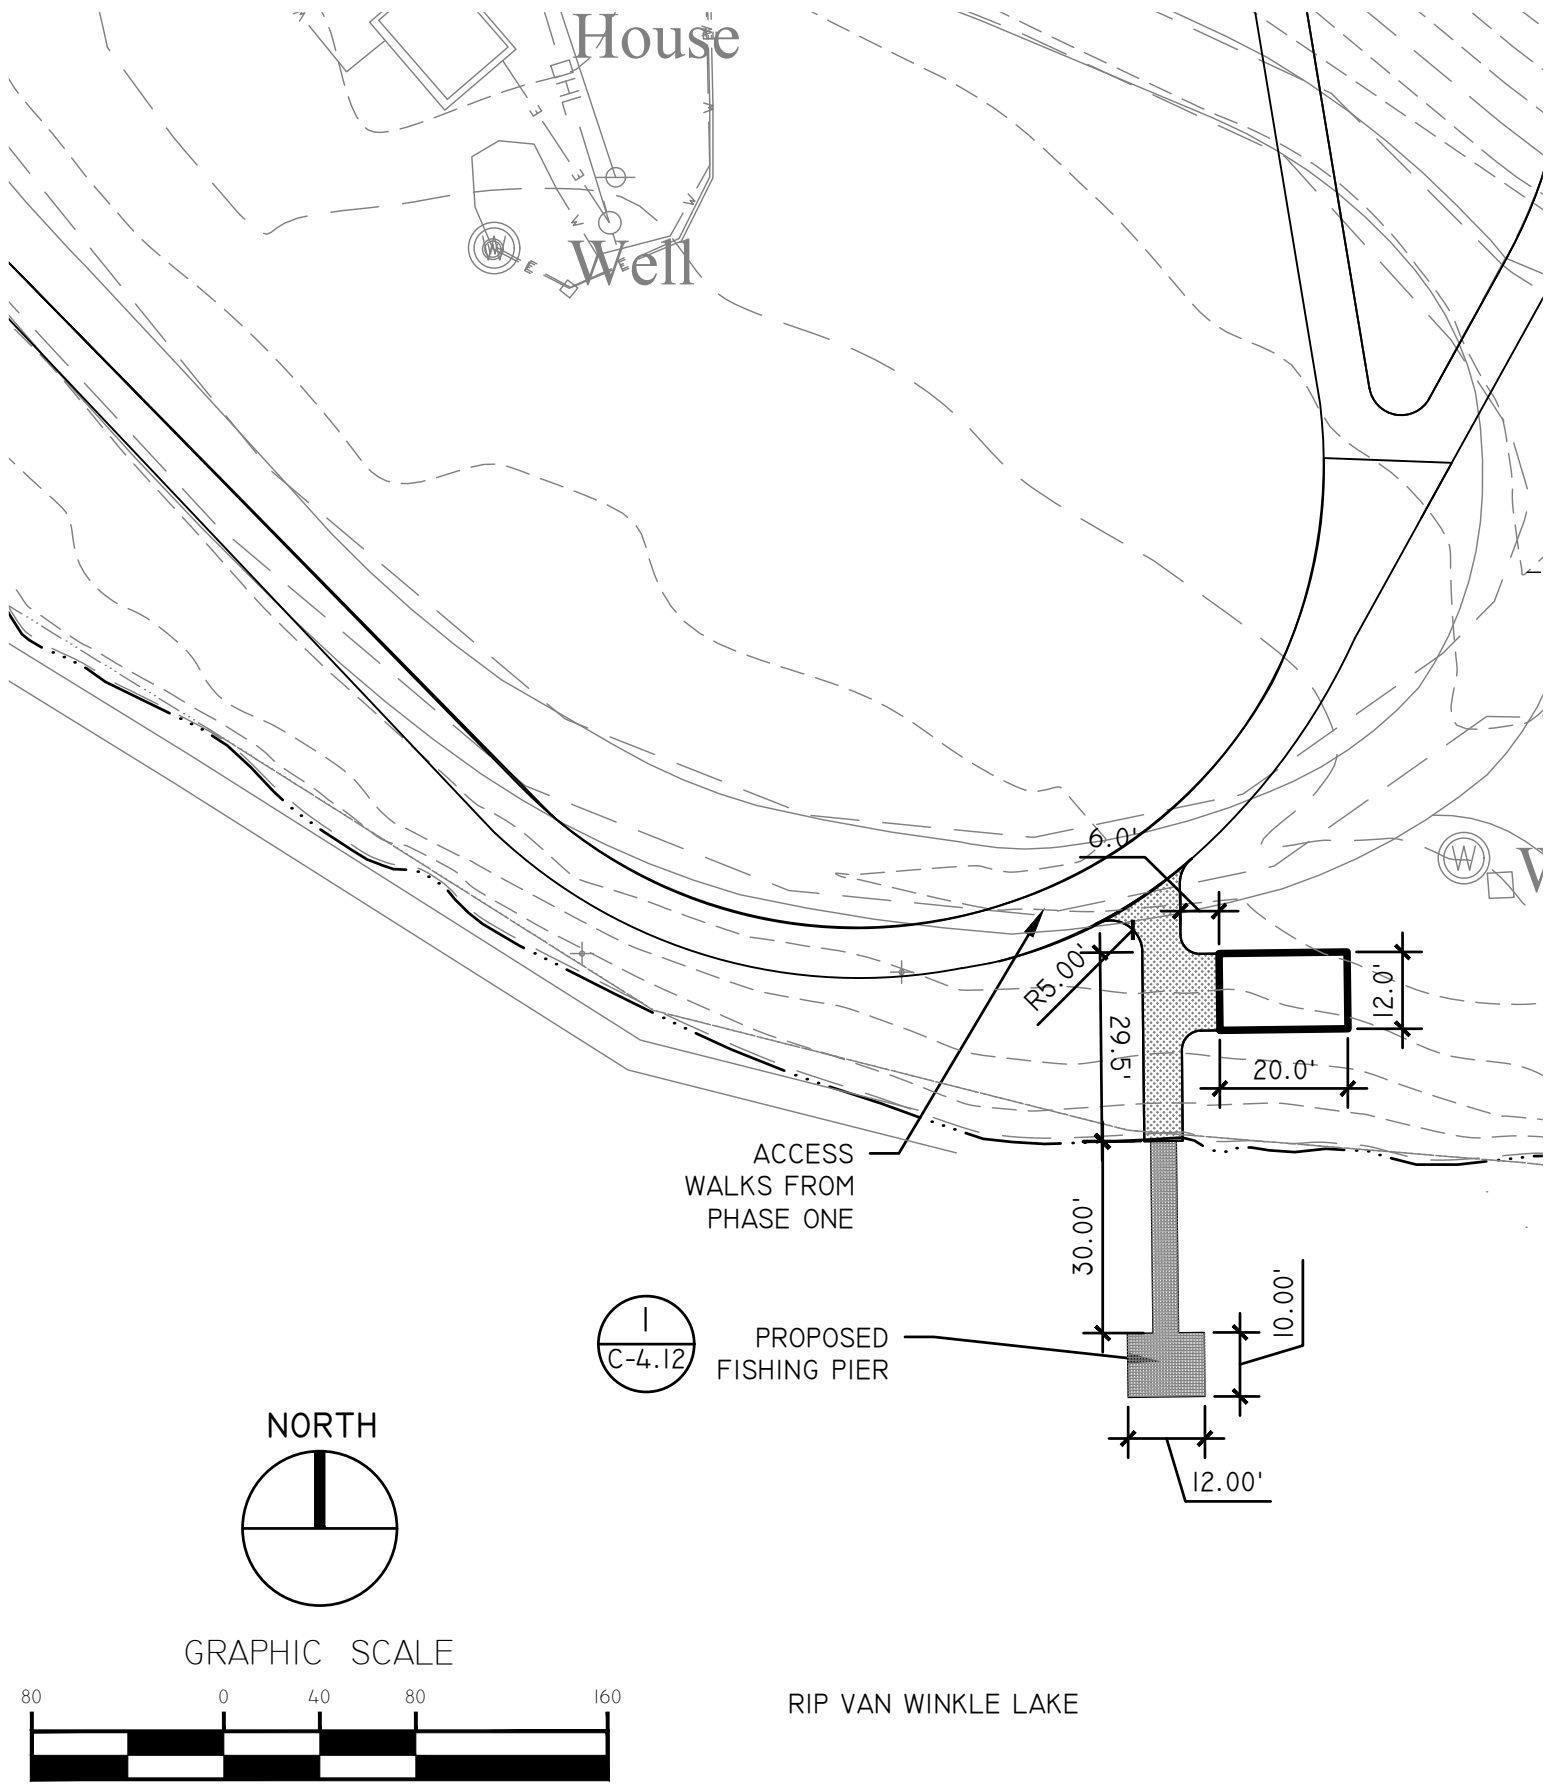 House
OHL
W
W
W
E
E
W
W
Well
E
E
W
6.0'
W
R5.00'
12.0'
29.5'
20.0'
ACCESS
WALKS FROM
PHASE ONE
30.00'
10.00'
1
C-4.12
PROPOSED
FISHING PIER
12.00'
NORTH
GRAPHIC SCALE
80 0 40 80 160
RIP VAN WINKLE LAKE